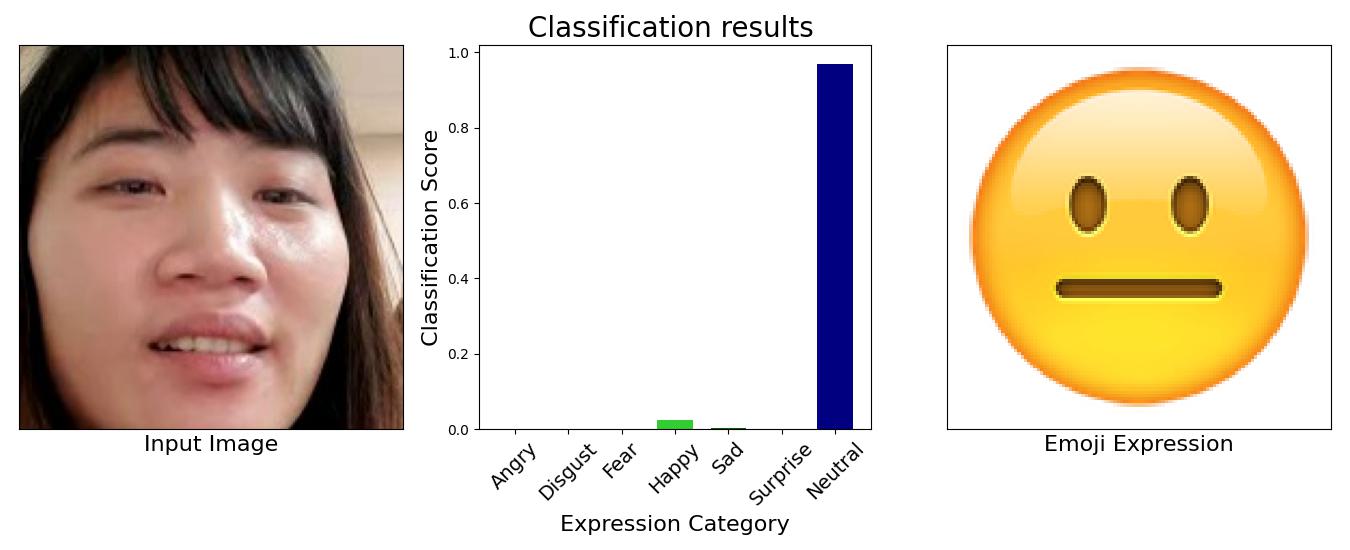 Classification results
1.0
0.8
0.6
0.4
0.2
0.0
Classification Score
Angry
Disgust
Fear
Happy
Sad
Surprise
Neutral
Expression Category
Input Image
Emoji Expression